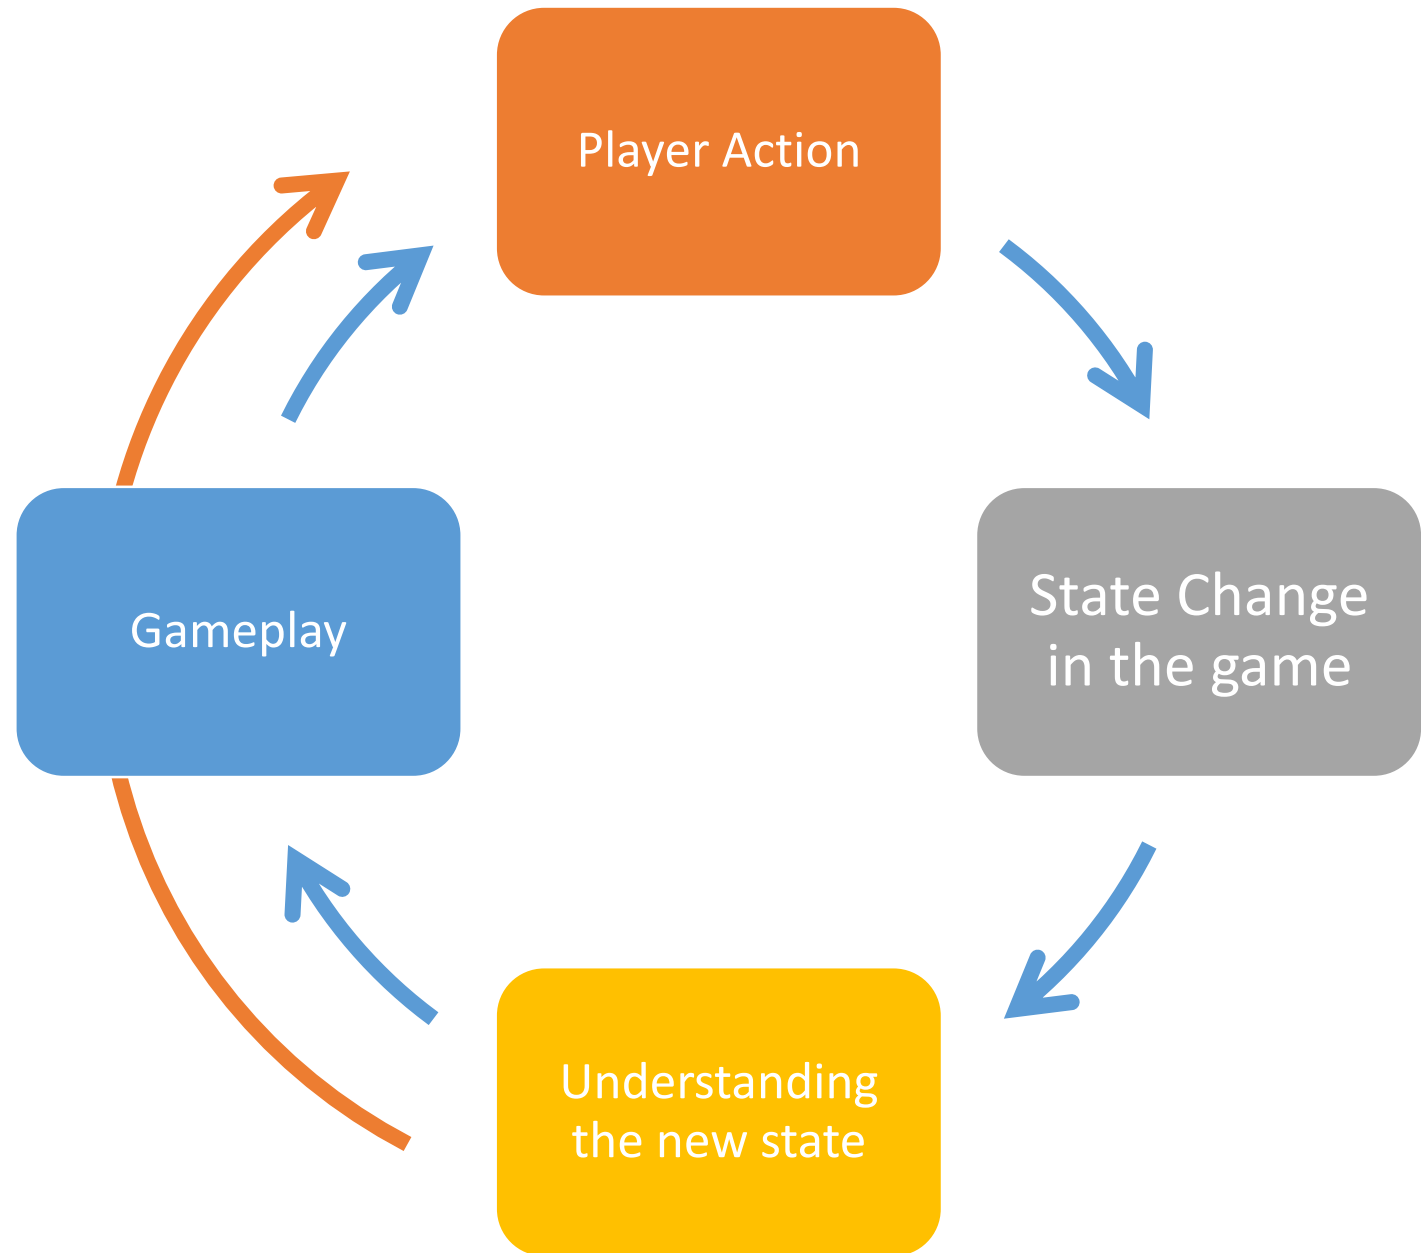 Player Action
Gameplay
State Change
in the game
Understanding
the new state